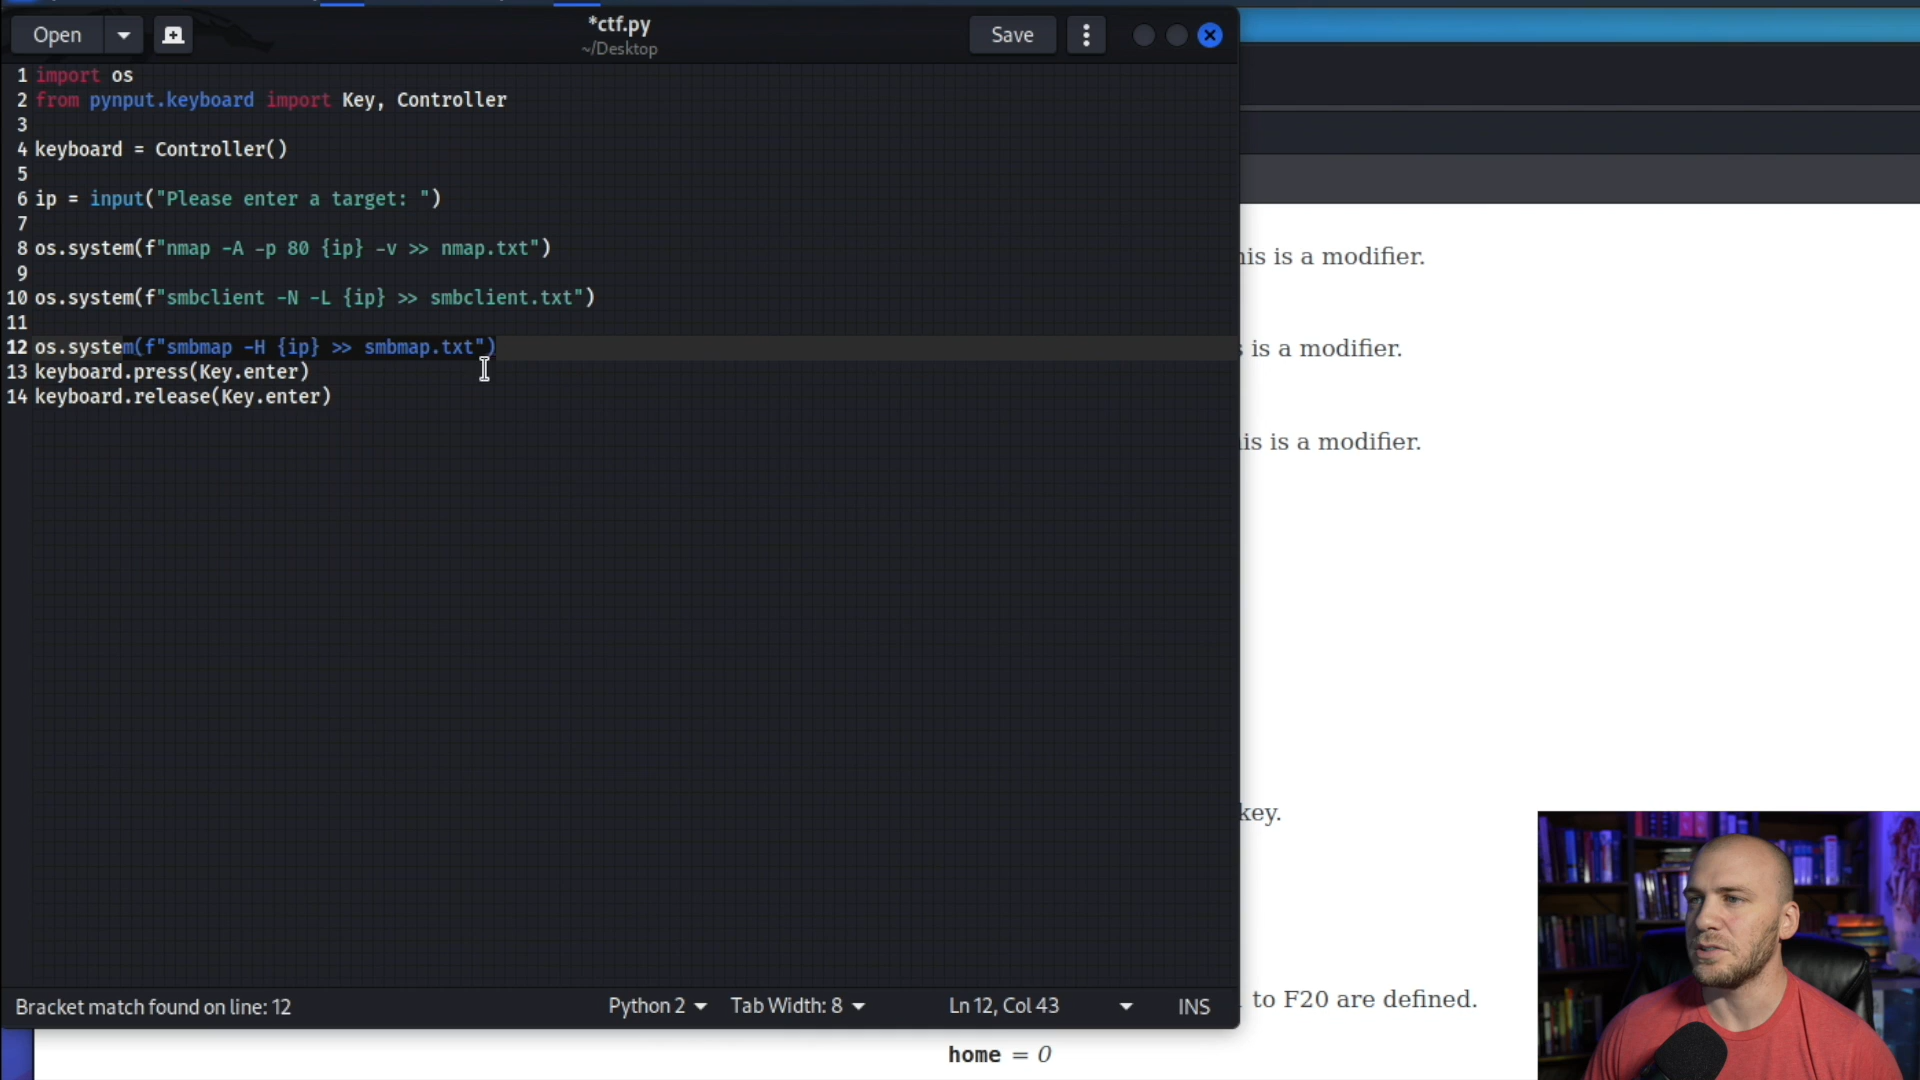 Open
*ctf.py
~/Desktop
Save
1 import os
2 from pynput.keyboard import Key, Controller
3
4 keyboard = Controller()
5
6 ip = input("Please enter a target: ")
7
8 os.system(f"nmap -A -p 80 {ip} -v >> nmap.txt")
9
10 os.system(f"smbclient -N -L {ip} >> smbclient.txt")
11
12 os.system(f"smbmap -H {ip} >> smbmap.txt")
13 keyboard.press(Key.enter)
14 keyboard.release(Key.enter)
is a modifier.
is a modifier.
is a modifier.
key.
to F20 are defined.
home = 0
Bracket match found on line: 12
Python 2
Tab Width: 8
Ln 12, Col 43
INS